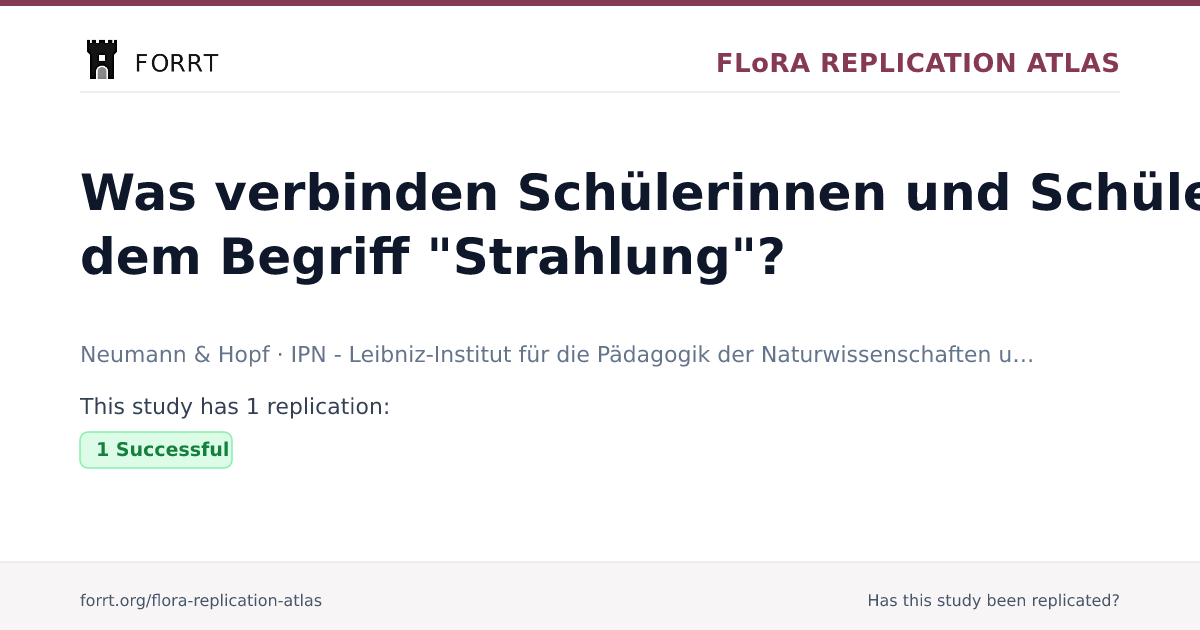 FORRT
FLoRA REPLICATION ATLAS
Was verbinden Schülerinnen und Schüle
dem Begriff "Strahlung"?
Neumann & Hopf · IPN - Leibniz-Institut für die Pädagogik der Naturwissenschaften u…
This study has 1 replication:
1 Successful
forrt.org/flora-replication-atlas
Has this study been replicated?